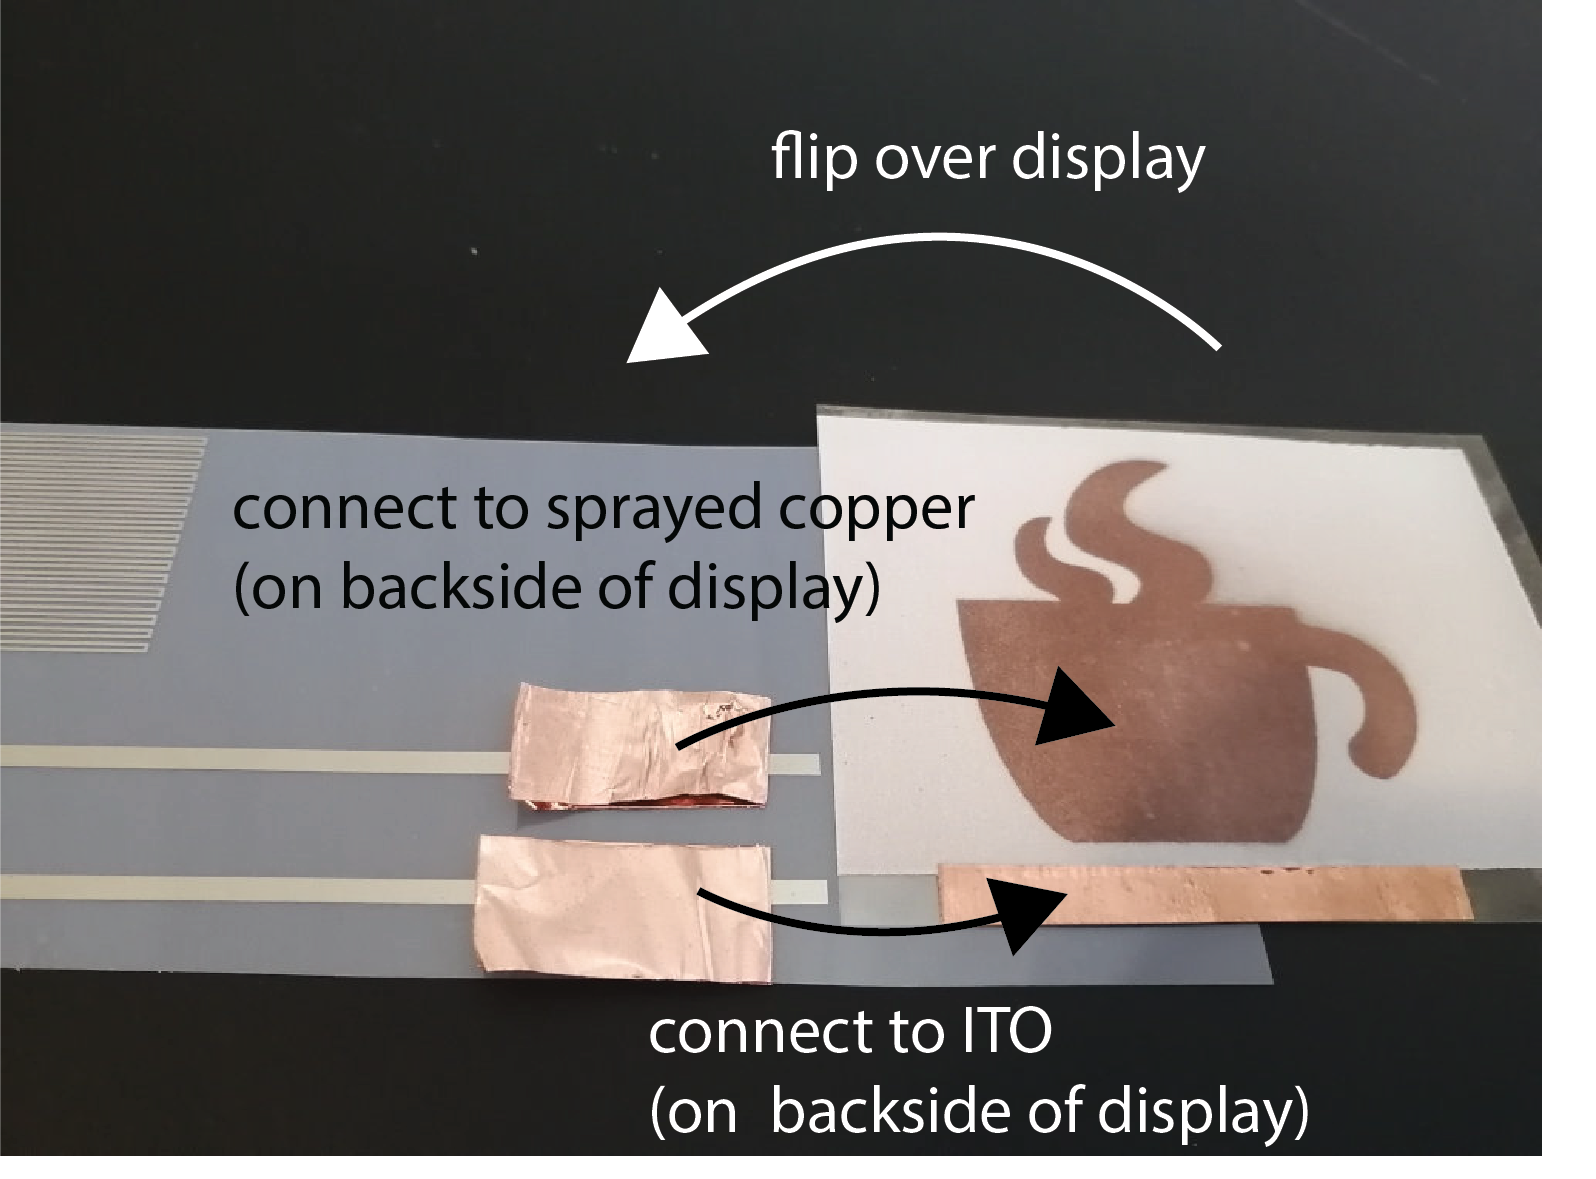 flip over display
connect to sprayed copper
(on backside of display)
connect to ITO
(on  backside of display)